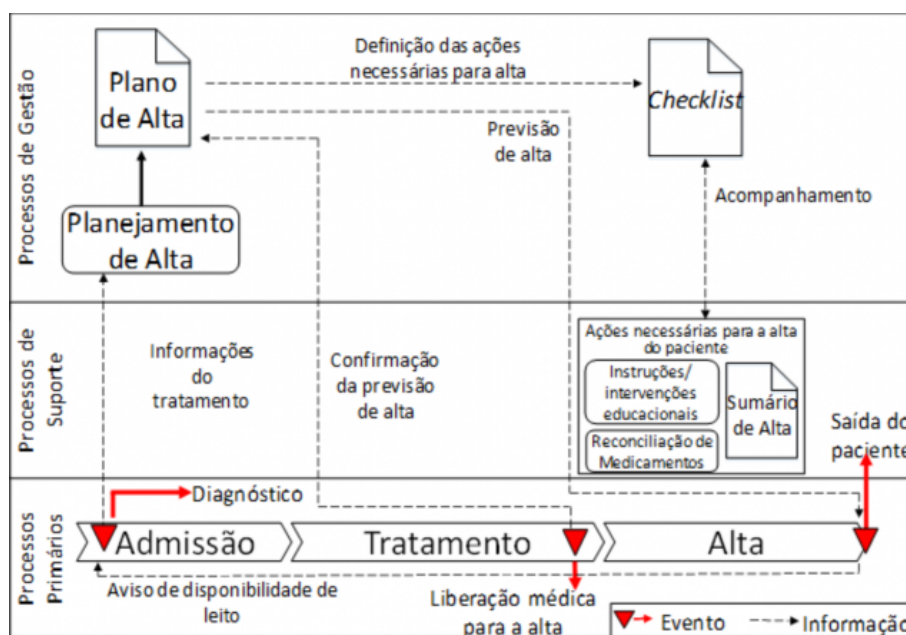 Processos de Gestão
Plano
de Alta
Definição das ações
necessárias para alta
Checklist
Previsão
de alta
Acompanhamento
Planejamento
de Alta
Processos de
Suporte
Informações
do
tratamento
Confirmação
da previsão
de alta
Ações necessárias para a alta
do paciente
Instruções/
intervenções
educacionais
Reconciliação de
Medicamentos
Sumário
de Alta
Saída do
paciente
Processos
Primários
Diagnóstico
Admissão
Tratamento
Alta
Aviso de disponibilidade de
leito
Liberação médica
para a alta
Evento
Informação